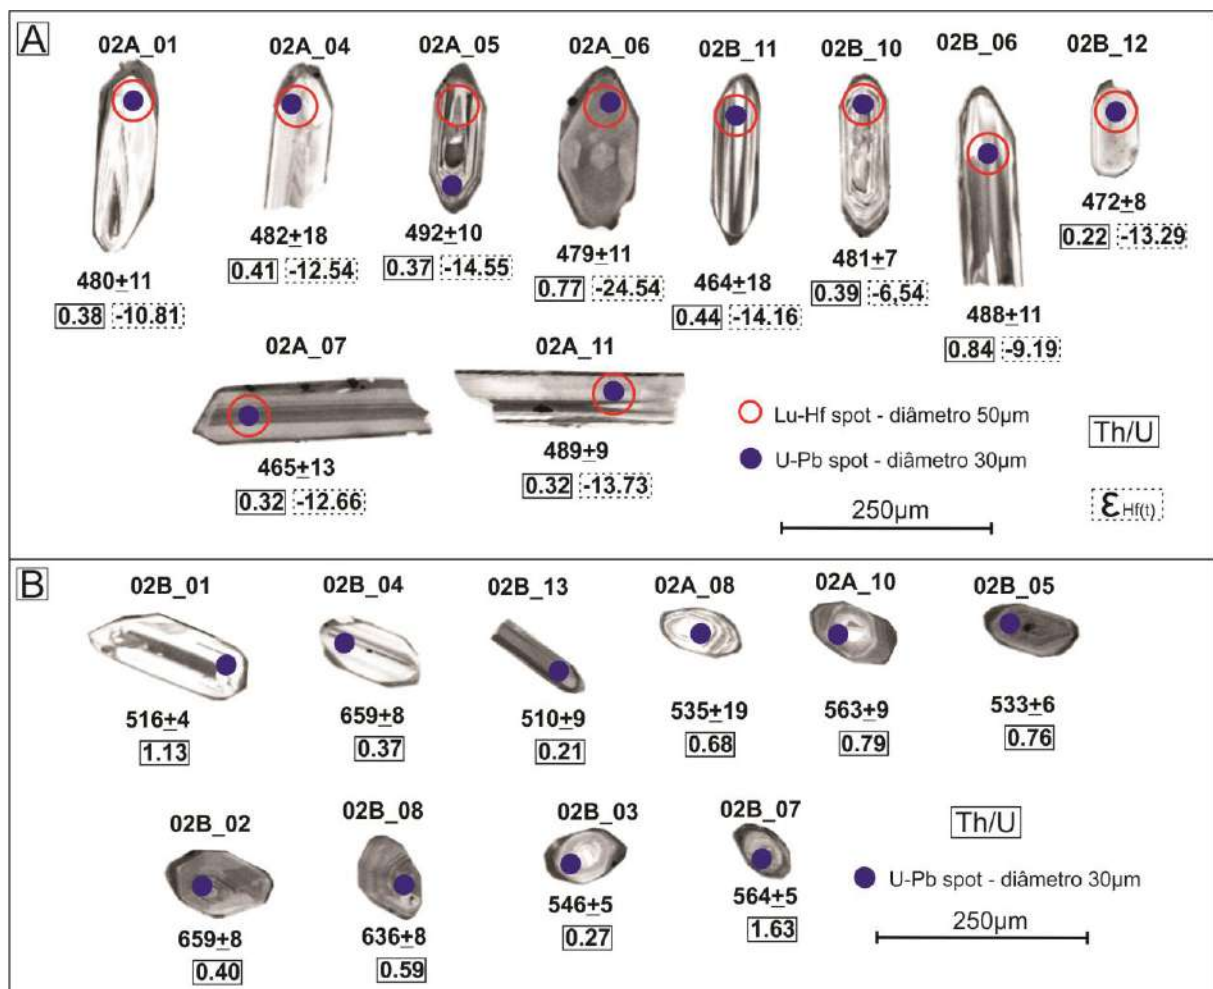 A
02A_01
02A_04
02A_05
02A_06
02B_11
02B_10
02B_06
02B_12
480±11
0.38 -10.81
482±18
0.41 -12.54
492±10
0.37 -14.55
479±11
0.77 -24.54
464±18
0.44 -14.16
481±7
0.39 -6,54
488±11
0.84 -9.19
472±8
0.22 -13.29
02A_07
465±13
0.32 -12.66
02A_11
489±9
0.32 -13.73
Lu-Hf spot - diâmetro 50µm
U-Pb spot - diâmetro 30µm
250µm
Th/U
εHf(t)
B
02B_01
02B_04
02B_13
02A_08
02A_10
02B_05
516±4
1.13
659±8
0.37
510±9
0.21
535±19
0.68
563±9
0.79
533±6
0.76
02B_02
02B_08
02B_03
02B_07
659±8
0.40
636±8
0.59
546±5
0.27
564±5
1.63
Th/U
U-Pb spot - diâmetro 30µm
250µm